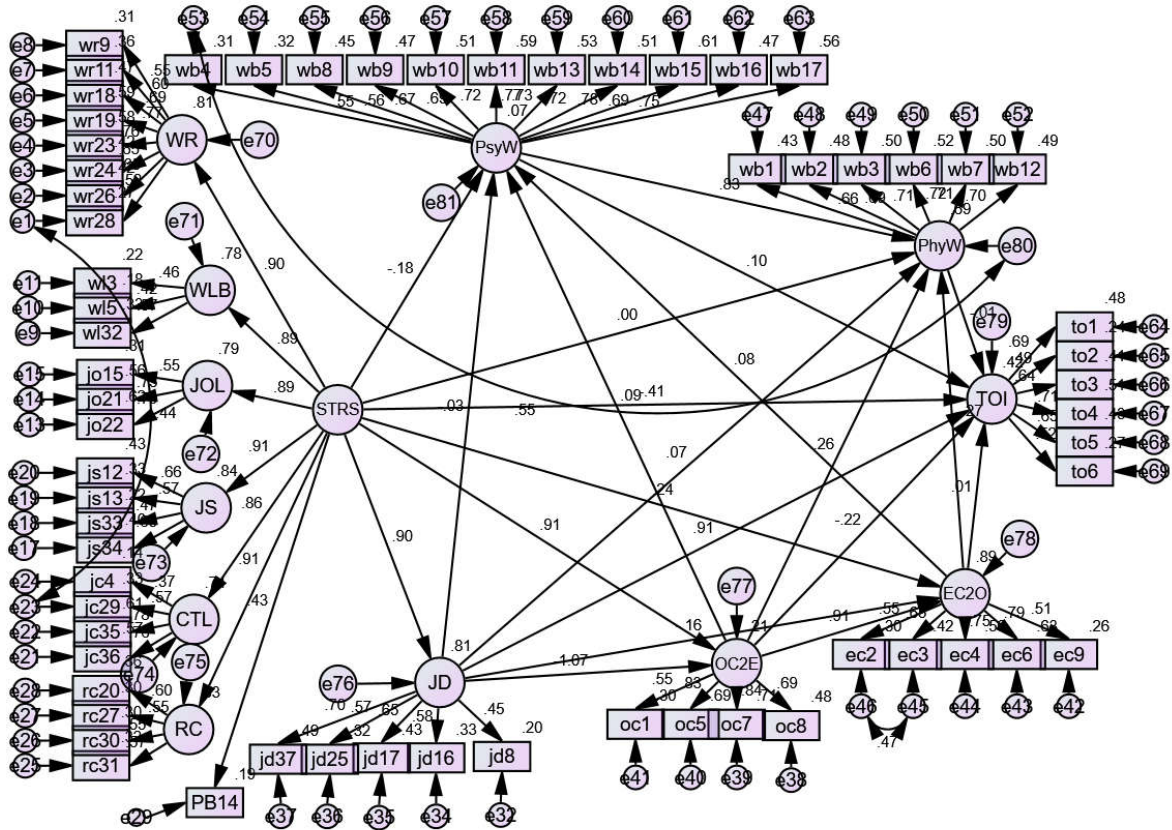 e53 e54 e55 e56 e57 e58 e59 e60 e61 e62 e63
.31 .32 .45 .47 .51 .59 .53 .51 .61 .47 .56
wb4 wb5 wb8 wb9 wb10 wb11 wb13 wb14 wb15 wb16 wb17
.81 .55 .56 .67 .72 .72 .78 .69 .75
.07
PsyW
e81
.31
e8 wr9
e7 wr11
e6 wr18
e5 wr19
e4 wr23
e3 wr24
e2 wr26
e1 wr28
.55
.60
.69
WR
e70
e47 e48 e49 e50 e51 e52
.43 .48 .50 .52 .50 .49
wb1 wb2 wb3 wb6 wb7 wb12
.83 .66 .71 .70
PhyW
e80
e71
.78 .90 -.18 .10
.22
e11 wl3 .46
e10 wl5
e9 wl32
WLB
.89 .00 .08
e79
.48
to1 e64
to2 e65
to3 e66
to4 e67
to5 e68
to6 e69
.69
.64
TOI
.79
e15 jo15 .55
e14 jo21
e13 jo22 .44
JOL
e72
.89
STRS
.03 .55 .09 .41
.43
e20 js12 .66
e19 js13 .57
e18 js33
e17 js34
JS
e73
.91 .84 .86
.07 .26 .24 .01
.90 .91 .91 -.22
e24 jc4 .37
e23 jc29 .57
e22 jc35
e21 jc36
CTL
e74
.91 .43
e75
e28 rc20 .60
e27 rc27 .55
e26 rc30
e25 rc31
RC
.19
e29 PB14
e76
JD
.81
.16 -1.07 .21 .91 .55
.70 .57 .65 .58 .45
.49 .32 .43 .33 .20
jd37 jd25 jd17 jd16 jd8
e37 e36 e35 e34 e32
e77
OC2E
.55 .83 .69 .84 .69
.30 .48
oc1 oc5 oc7 oc8
e41 e40 e39 e38
e78
.89
EC2O
.30 .42 .75 .79 .51
.26
ec2 ec3 ec4 ec6 ec9
e46 e45 e44 e43 e42
.47